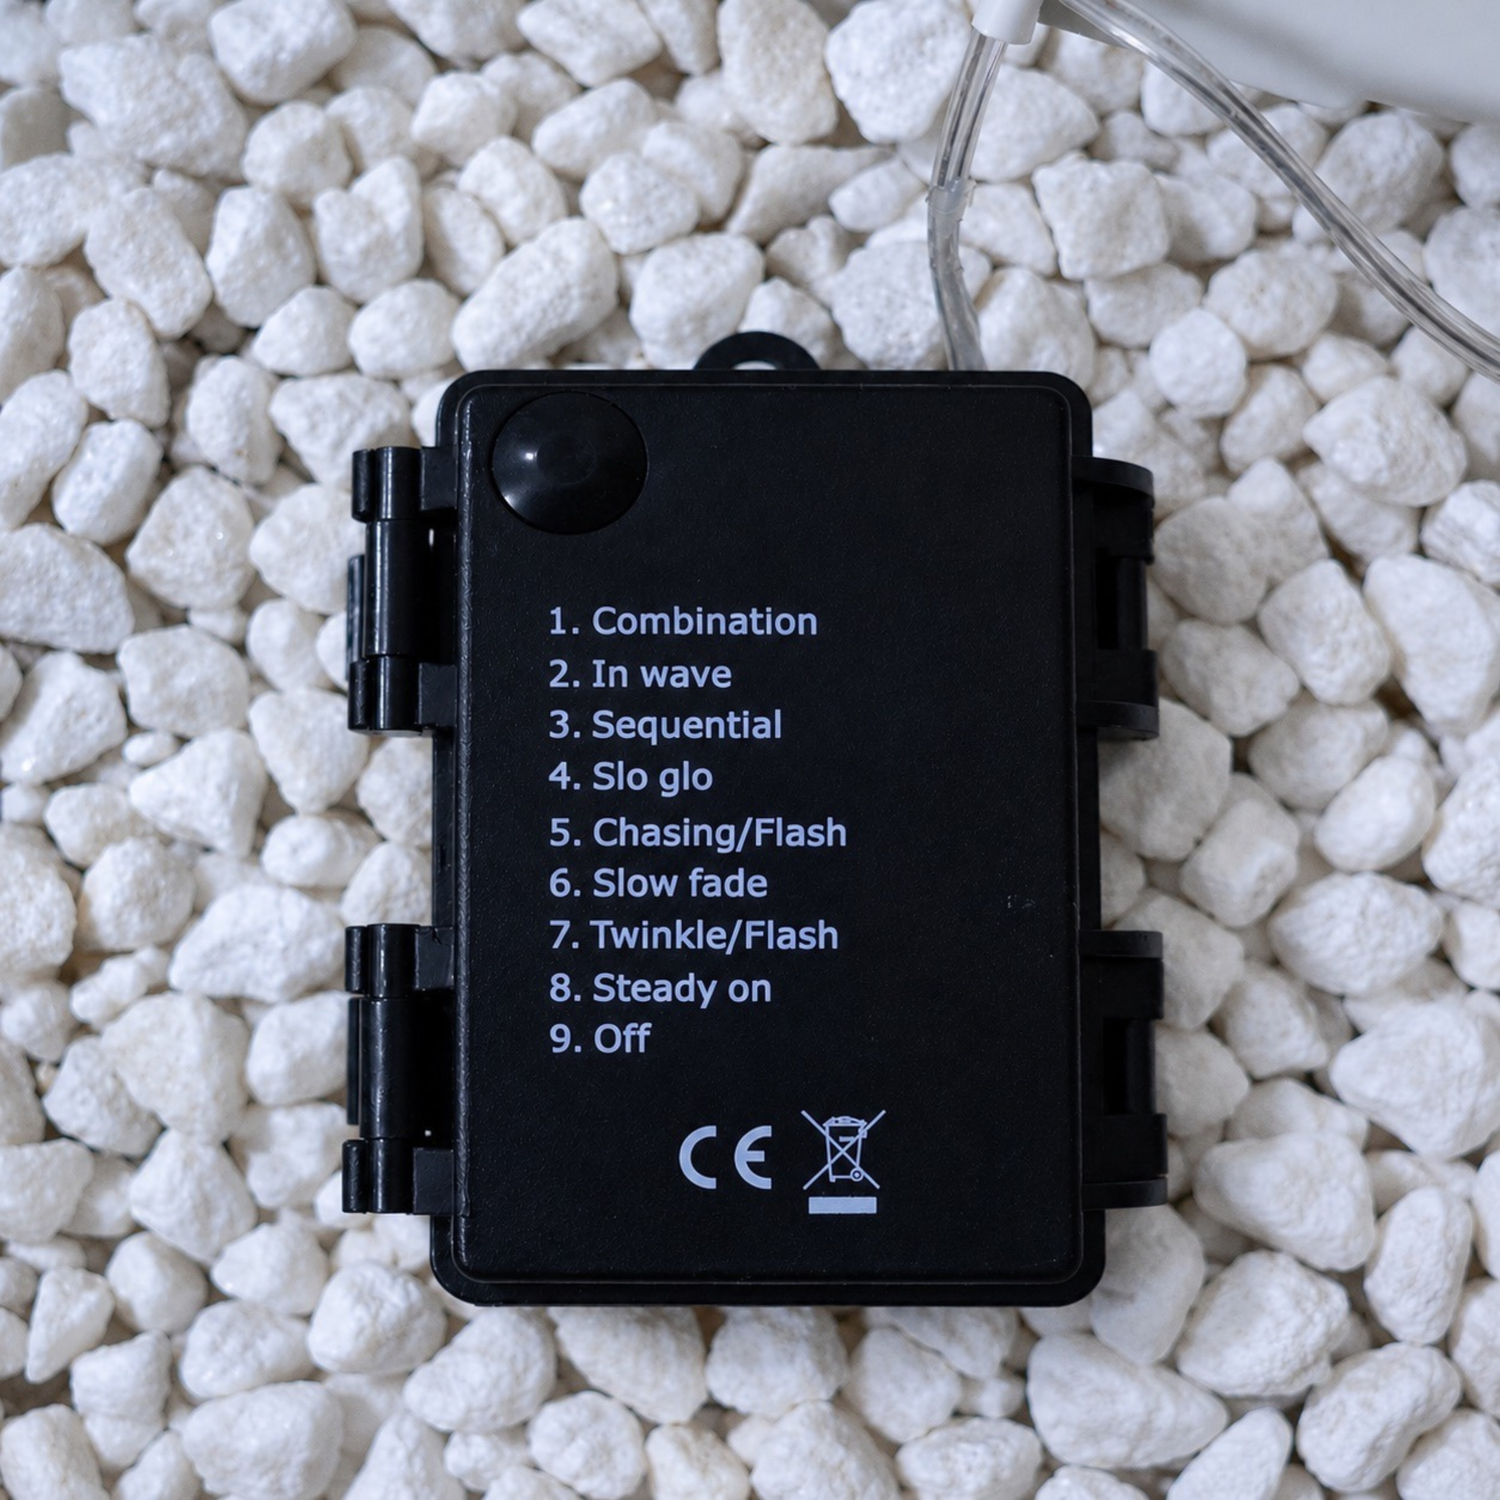 1. Combination
2. In wave
3. Sequential
4. Slo glo
5. Chasing/Flash
6. Slow fade
7. Twinkle/Flash
8. Steady on
9. Off
CE